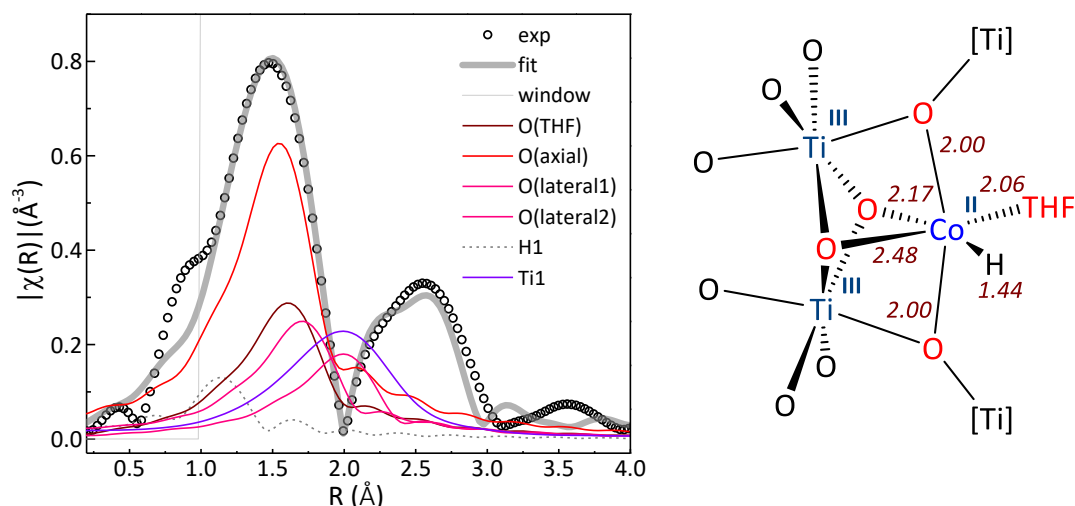 |χ(R)| (Å⁻³)
0.8
0.6
0.4
0.2
0.0
0.5 1.0 1.5 2.0 2.5 3.0 3.5 4.0
R (Å)
exp
fit
window
O(THF)
O(axial)
O(lateral1)
O(lateral2)
H1
Ti1
[Ti]
O O
O
III
O
Ti
2.00
O
2.17 II 2.06
O THF
O Co
2.48 H
1.44
O III
Ti 2.00
O
O
O
[Ti]